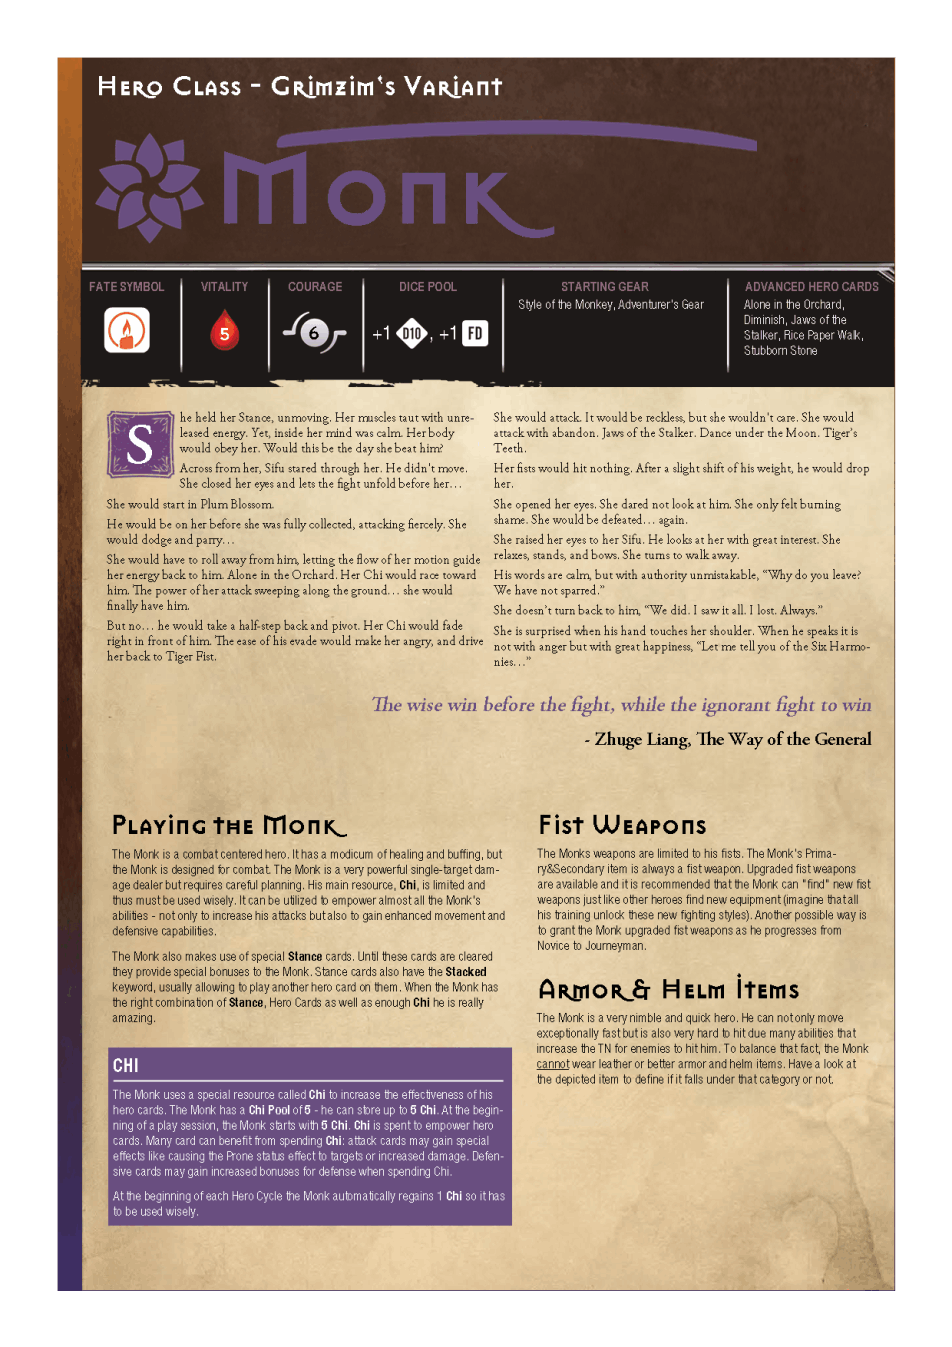 Hero Class - Grimzim's Variant
Monk
FATE SYMBOL
VITALITY
5
COURAGE
6
DICE POOL
+1 D10, +1 FD
STARTING GEAR
Style of the Monkey, Adventurer's Gear
ADVANCED HERO CARDS
Alone in the Orchard,
Diminish, Jaws of the
Stalker, Rice Paper Walk,
Stubborn Stone
She held her Stance, unmoving. Her muscles taut with unre-
leased energy. Yet, inside her mind was calm. Her body
would obey her. Would this be the day she beat him?
Across from her, Sifu stared through her. He didn't move.
She closed her eyes and lets the fight unfold before her…
She would start in Plum Blossom.
He would be on her before she was fully collected, attacking fiercely. She
would dodge and parry…
She would have to roll away from him, letting the flow of her motion guide
her energy back to him. Alone in the Orchard. Her Chi would race toward
him. The power of her attack sweeping along the ground… she would
finally have him.
But no… he would take a half-step back and pivot. Her Chi would fade
right in front of him. The ease of his evade would make her angry, and drive
her back to Tiger Fist.
She would attack. It would be reckless, but she wouldn't care. She would
attack with abandon. Jaws of the Stalker. Dance under the Moon. Tiger's
Teeth.
Her fists would hit nothing. After a slight shift of his weight, he would drop
her.
She opened her eyes. She dared not look at him. She only felt burning
shame. She would be defeated… again.
She raised her eyes to her Sifu. He looks at her with great interest. She
relaxes, stands, and bows. She turns to walk away.
His words are calm, but with authority unmistakable, “Why do you leave?
We have not sparred.”
She doesn't turn back to him, “We did. I saw it all. I lost. Always.”
She is surprised when his hand touches her shoulder. When he speaks it is
not with anger but with great happiness, “Let me tell you of the Six Harmo-
nies…”
The wise win before the fight, while the ignorant fight to win
- Zhuge Liang, The Way of the General
Playing the Monk
The Monk is a combat centered hero. It has a modicum of healing and buffing, but
the Monk is designed for combat. The Monk is a very powerful single-target dam-
age dealer but requires careful planning. His main resource, Chi, is limited and
thus must be used wisely. It can be utilized to empower almost all the Monk's
abilities - not only to increase his attacks but also to gain enhanced movement and
defensive capabilities.
The Monk also makes use of special Stance cards. Until these cards are cleared
they provide special bonuses to the Monk. Stance cards also have the Stacked
keyword, usually allowing to play another hero card on them. When the Monk has
the right combination of Stance, Hero Cards as well as enough Chi he is really
amazing.
CHI
The Monk uses a special resource called Chi to increase the effectiveness of his
hero cards. The Monk has a Chi Pool of 5 - he can store up to 5 Chi. At the begin-
ning of a play session, the Monk starts with 5 Chi. Chi is spent to empower hero
cards. Many card can benefit from spending Chi: attack cards may gain special
effects like causing the Prone status effect to targets or increased damage. Defen-
sive cards may gain increased bonuses for defense when spending Chi.
At the beginning of each Hero Cycle the Monk automatically regains 1 Chi so it has
to be used wisely.
Fist Weapons
The Monks weapons are limited to his fists. The Monk's Prima-
ry&Secondary item is always a fist weapon. Upgraded fist weapons
are available and it is recommended that the Monk can "find" new fist
weapons just like other heroes find new equipment (imagine that all
his training unlock these new fighting styles). Another possible way is
to grant the Monk upgraded fist weapons as he progresses from
Novice to Journeyman.
Armor & Helm Items
The Monk is a very nimble and quick hero. He can not only move
exceptionally fast but is also very hard to hit due many abilities that
increase the TN for enemies to hit him. To balance that fact, the Monk
cannot wear leather or better armor and helm items. Have a look at
the depicted item to define if it falls under that category or not.